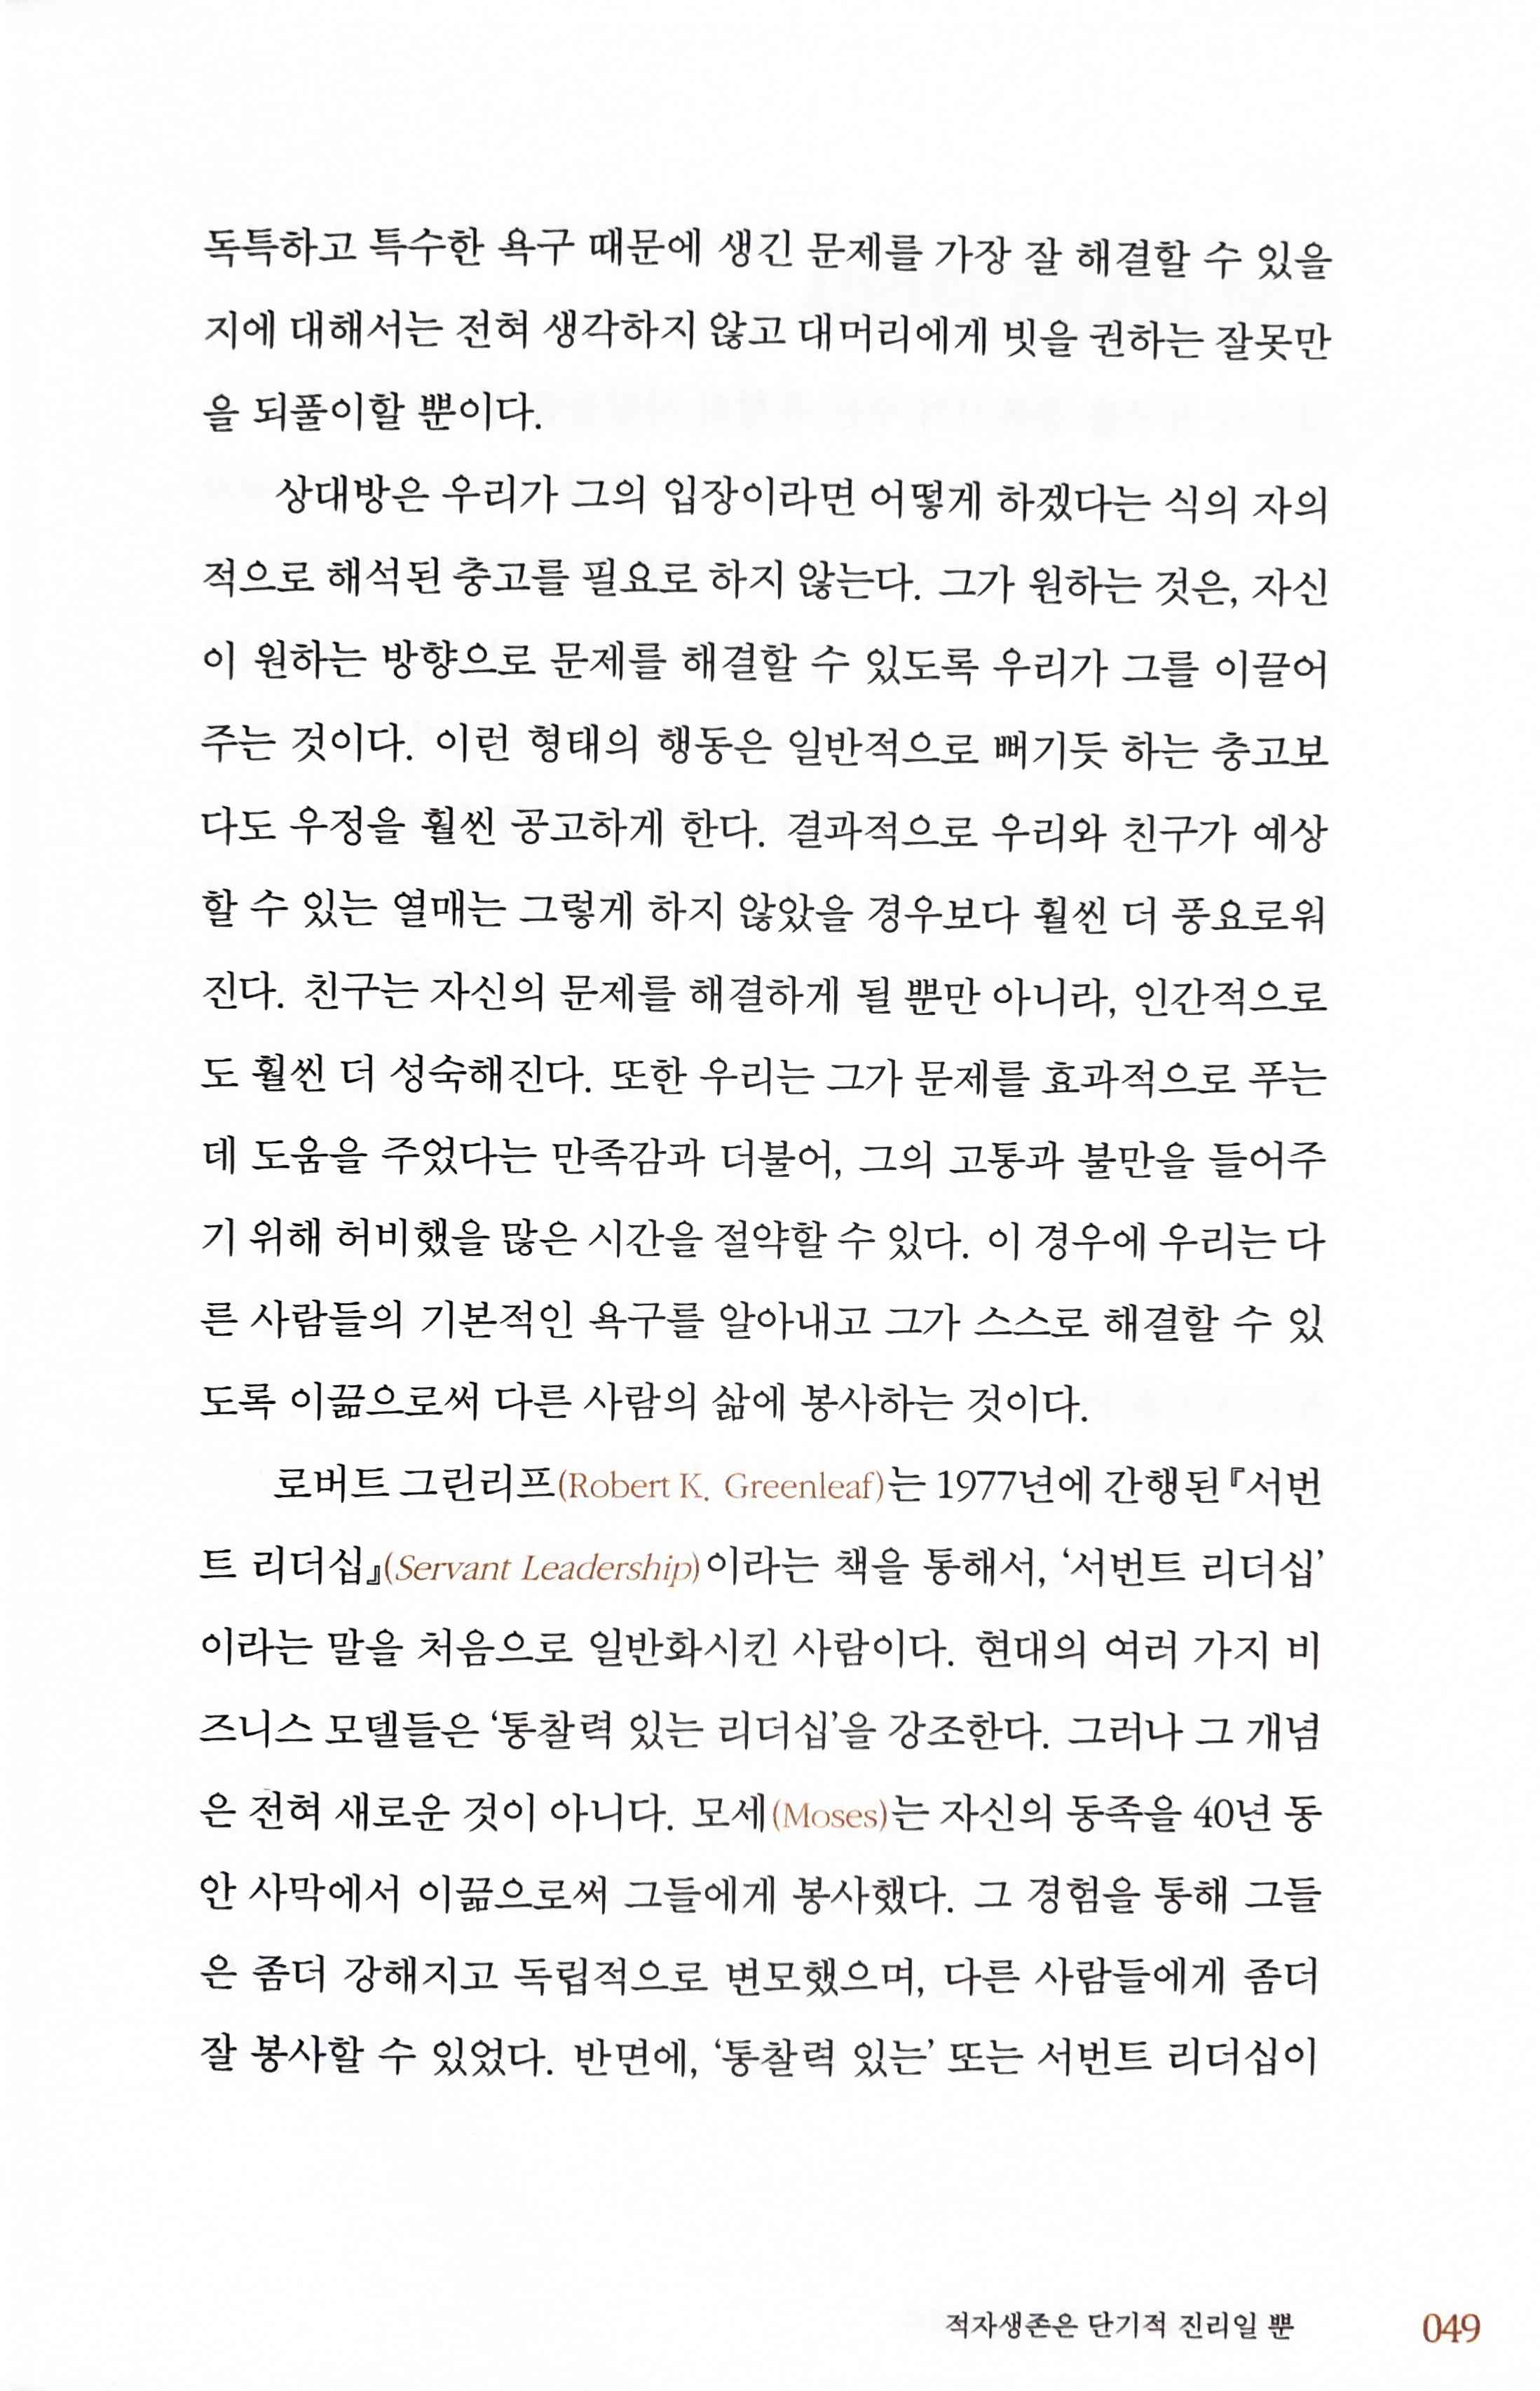 독특하고 특수한 욕구 때문에 생긴 문제를 가장 잘 해결할 수 있을
지에 대해서는 전혀 생각하지 않고 대머리에게 빗을 권하는 잘못만
을 되풀이할 뿐이다.
상대방은 우리가 그의 입장이라면 어떻게 하겠다는 식의 자의
적으로 해석된 충고를 필요로 하지 않는다. 그가 원하는 것은, 자신
이 원하는 방향으로 문제를 해결할 수 있도록 우리가 그를 이끌어
주는 것이다. 이런 형태의 행동은 일반적으로 뻐기듯 하는 충고보
다도 우정을 훨씬 공고하게 한다. 결과적으로 우리와 친구가 예상
할 수 있는 열매는 그렇게 하지 않았을 경우보다 훨씬 더 풍요로워
진다. 친구는 자신의 문제를 해결하게 될 뿐만 아니라, 인간적으로
도 훨씬 더 성숙해진다. 또한 우리는 그가 문제를 효과적으로 푸는
데 도움을 주었다는 만족감과 더불어, 그의 고통과 불만을 들어주
기 위해 허비했을 많은 시간을 절약할 수 있다. 이 경우에 우리는 다
른 사람들의 기본적인 욕구를 알아내고 그가 스스로 해결할 수 있
도록 이끎으로써 다른 사람의 삶에 봉사하는 것이다.
로버트 그린리프(Robert K. Greenleaf)는 1977년에 간행된『서번
트 리더십』(Servant Leadership)이라는 책을 통해서, ‘서번트 리더십’
이라는 말을 처음으로 일반화시킨 사람이다. 현대의 여러 가지 비
즈니스 모델들은 ‘통찰력 있는 리더십’을 강조한다. 그러나 그 개념
은 전혀 새로운 것이 아니다. 모세(Moses)는 자신의 동족을 40년 동
안 사막에서 이끎으로써 그들에게 봉사했다. 그 경험을 통해 그들
은 좀더 강해지고 독립적으로 변모했으며, 다른 사람들에게 좀더
잘 봉사할 수 있었다. 반면에, ‘통찰력 있는’ 또는 서번트 리더십이
적자생존은 단기적 진리일 뿐 049